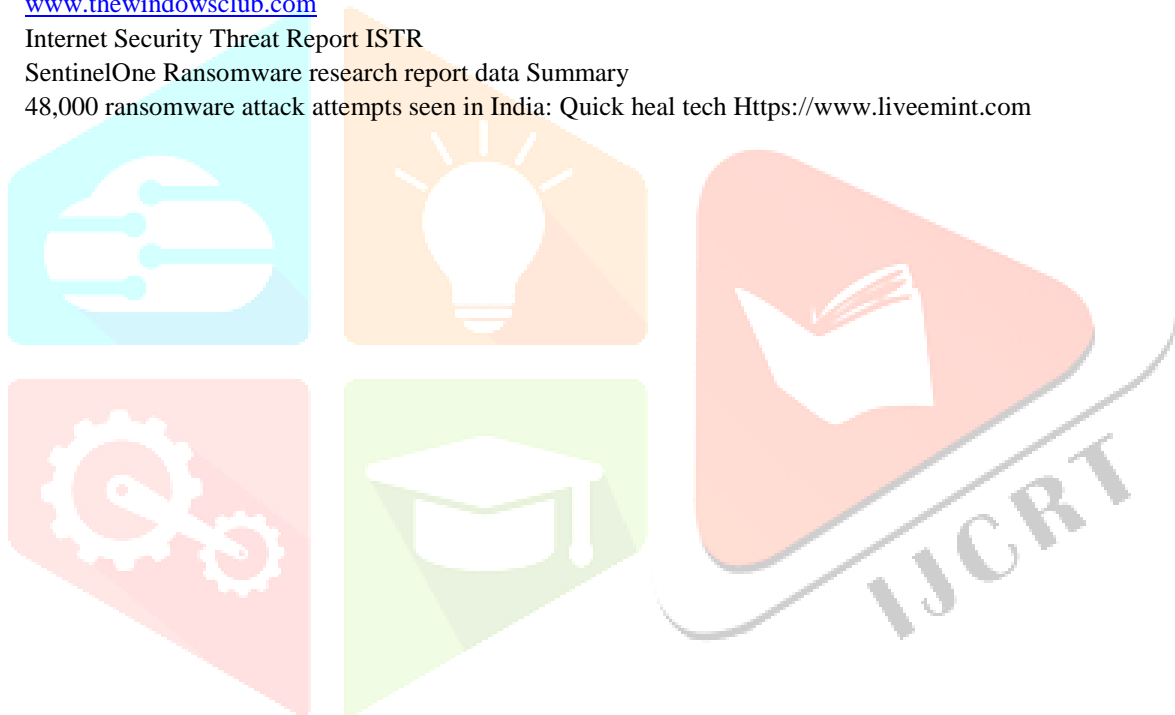 www.thewindowsclub.com
Internet Security Threat Report ISTR
SentinelOne Ransomware research report data Summary
48,000 ransomware attack attempts seen in India: Quick heal tech Https://www.liveemint.com
IJCRT